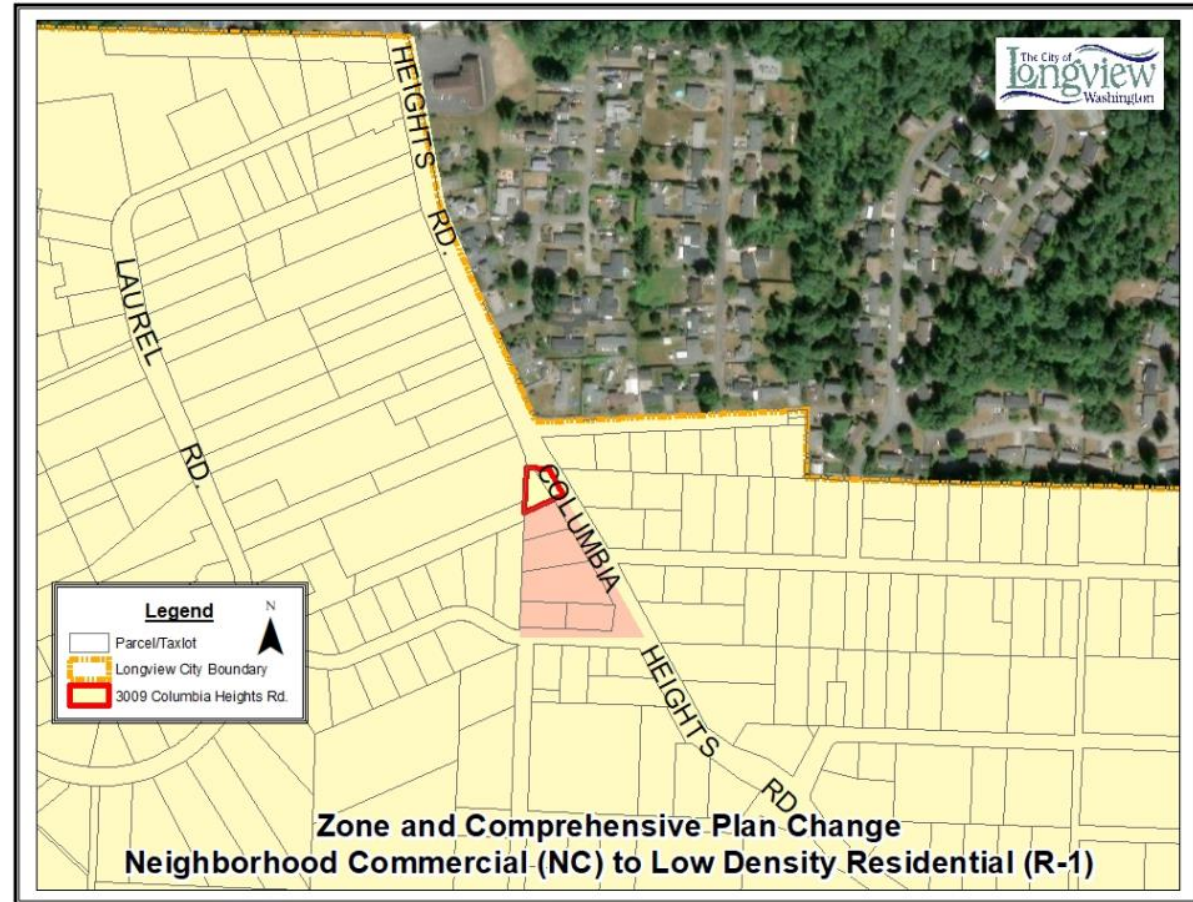 The City of
Longview
Washington
HEIGHTS RD.
LAUREL RD.
COLUMBIA HEIGHTS RD.
Legend
N
Parcel/Taxlot
Longview City Boundary
3009 Columbia Heights Rd.
Zone and Comprehensive Plan Change
Neighborhood Commercial (NC) to Low Density Residential (R-1)